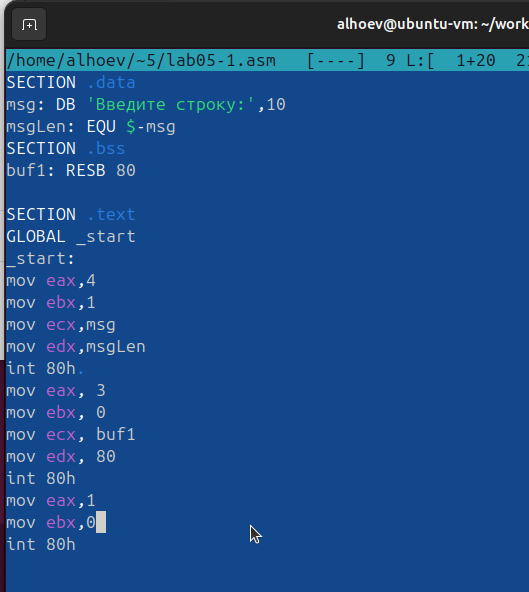 alhoev@ubuntu-vm: ~/work
/home/alhoev/~5/lab05-1.asm [----] 9 L:[ 1+20 2
SECTION .data
msg: DB 'Введите строку:',10
msgLen: EQU $-msg
SECTION .bss
buf1: RESB 80
SECTION .text
GLOBAL _start
_start:
mov eax,4
mov ebx,1
mov ecx,msg
mov edx,msgLen
int 80h.
mov eax, 3
mov ebx, 0
mov ecx, buf1
mov edx, 80
int 80h
mov eax,1
mov ebx,0
int 80h